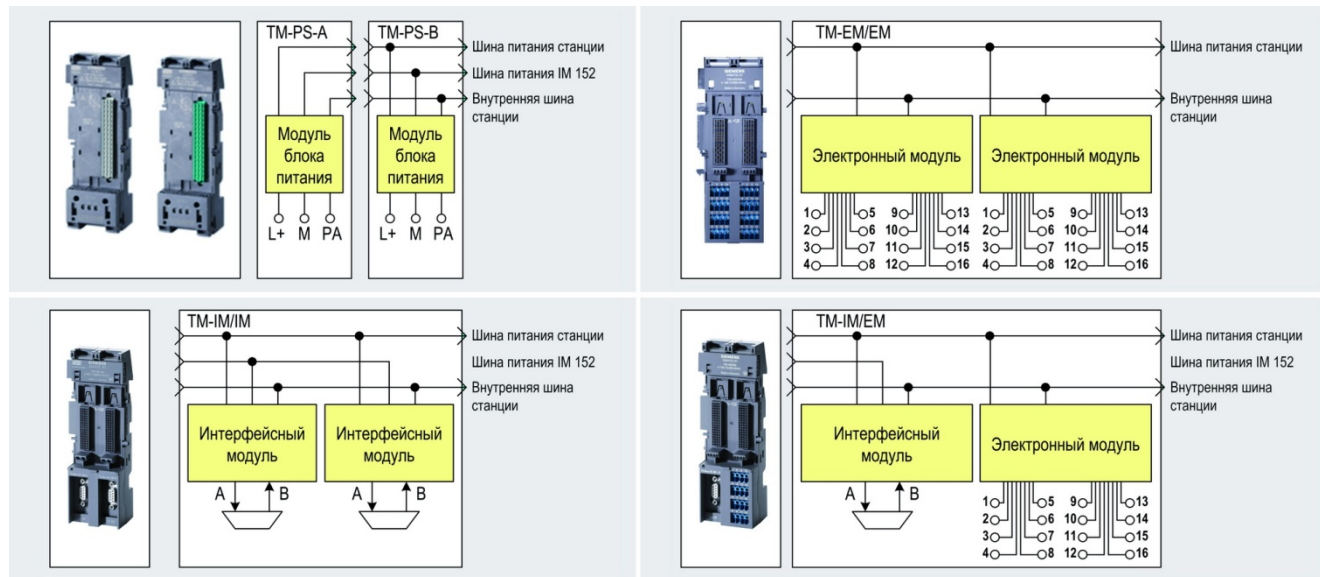 TM-PS-A
TM-PS-B
Шина питания станции
Шина питания IM 152
Внутренняя шина
станции
Модуль
блока
питания
Модуль
блока
питания
L+ M PA
L+ M PA
TM-EM/EM
Шина питания станции
Внутренняя шина
станции
Электронный модуль
Электронный модуль
1 5 9 13 1 5 9 13
2 6 10 14 2 6 10 14
3 7 11 15 3 7 11 15
4 8 12 16 4 8 12 16
TM-IM/IM
Шина питания станции
Шина питания IM 152
Внутренняя шина
станции
Интерфейсный
модуль
Интерфейсный
модуль
A B
A B
TM-IM/EM
Шина питания станции
Шина питания IM 152
Внутренняя шина
станции
Интерфейсный
модуль
Электронный модуль
A B
1 5 9 13
2 6 10 14
3 7 11 15
4 8 12 16